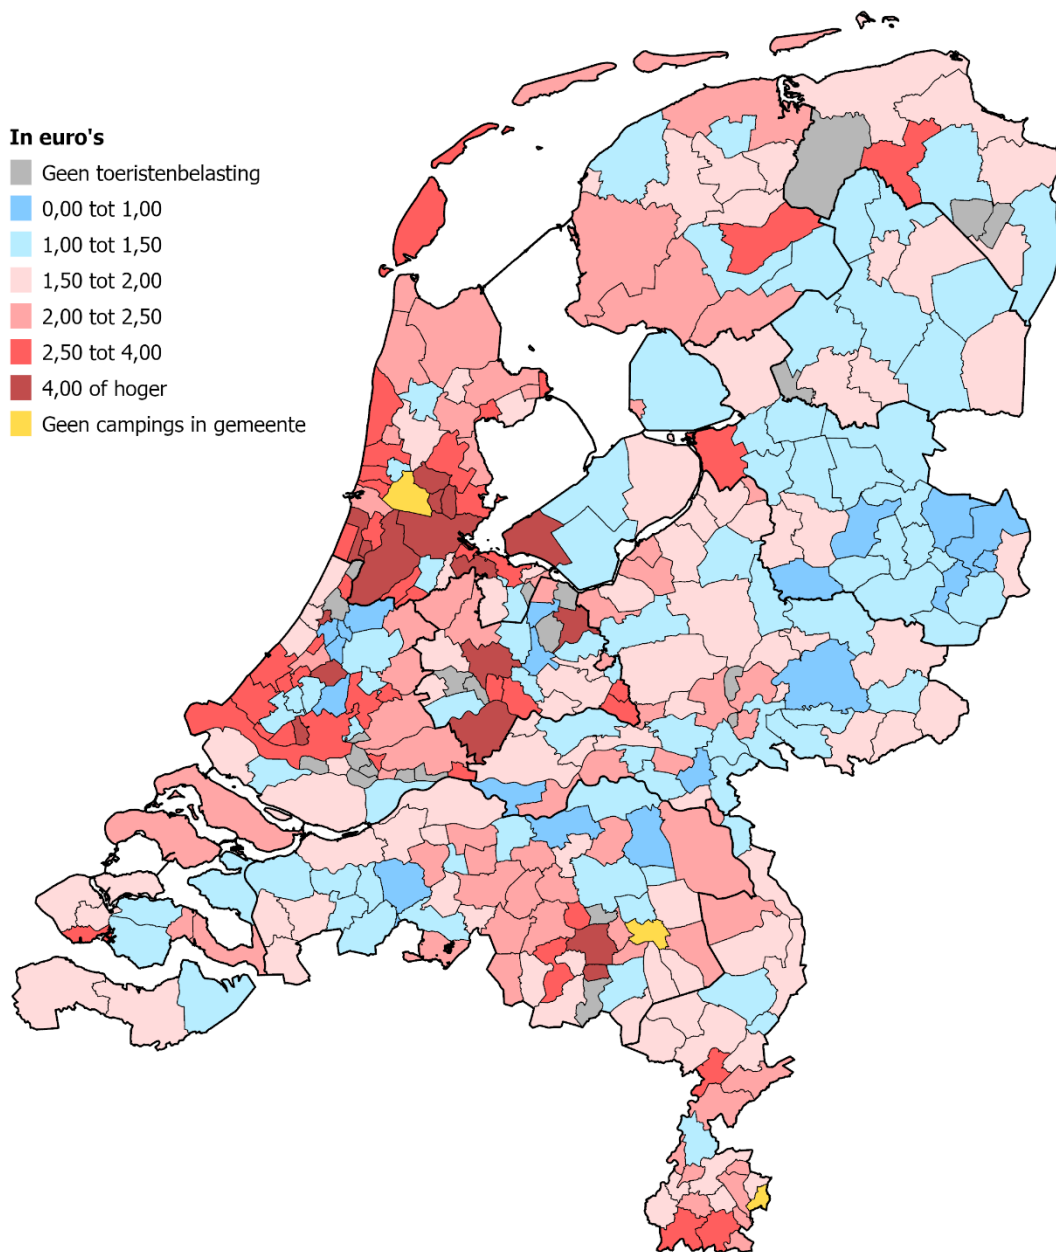 In euro's
Geen toeristenbelasting
0,00 tot 1,00
1,00 tot 1,50
1,50 tot 2,00
2,00 tot 2,50
2,50 tot 4,00
4,00 of hoger
Geen campings in gemeente